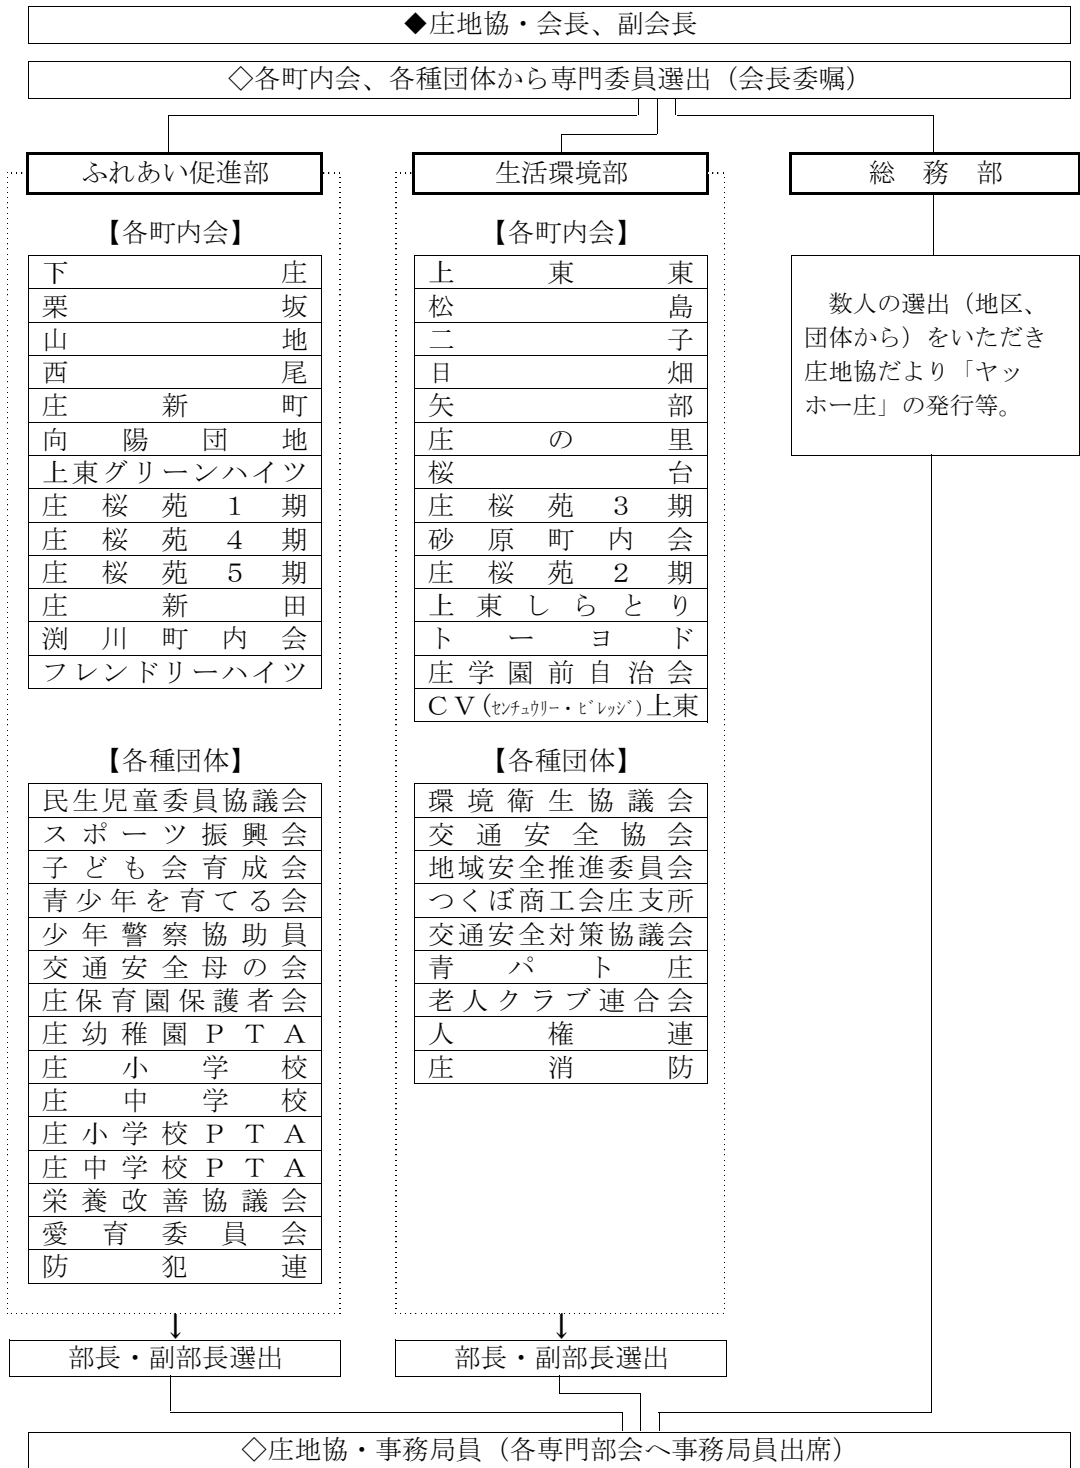 ◆庄地協・会長、副会長
◇各町内会、各種団体から専門委員選出（会長委嘱）
ふれあい促進部
【各町内会】
下庄
栗坂
山地
西尾
庄新町
向陽団地
上東グリーンハイツ
庄桜苑1期
庄桜苑4期
庄桜苑5期
庄新田
渕川町内会
フレンドリーハイツ
【各種団体】
民生児童委員協議会
スポーツ振興会
子ども会育成会
青少年を育てる会
少年警察協助員
交通安全母の会
庄保育園保護者会
庄幼稚園PTA
庄小学校
庄中学校
庄小学校PTA
庄中学校PTA
栄養改善協議会
愛育委員会
防犯連
↓
部長・副部長選出
生活環境部
【各町内会】
上東東
松島
二子
日畑
矢部
庄の里
桜台
庄桜苑3期
砂原町内会
庄桜苑2期
上東しらとり
トーヨド
庄学園前自治会
CV(ｾﾝﾁｭｳﾘｰ・ﾋﾞﾚｯｼﾞ)上東
【各種団体】
環境衛生協議会
交通安全協会
地域安全推進委員会
つくぼ商工会庄支所
交通安全対策協議会
青パト庄
老人クラブ連合会
人権連
庄消防
↓
部長・副部長選出
総務部
数人の選出（地区、
団体から）をいただき
庄地協だより「ヤッ
ホー庄」の発行等。
◇庄地協・事務局員（各専門部会へ事務局員出席）